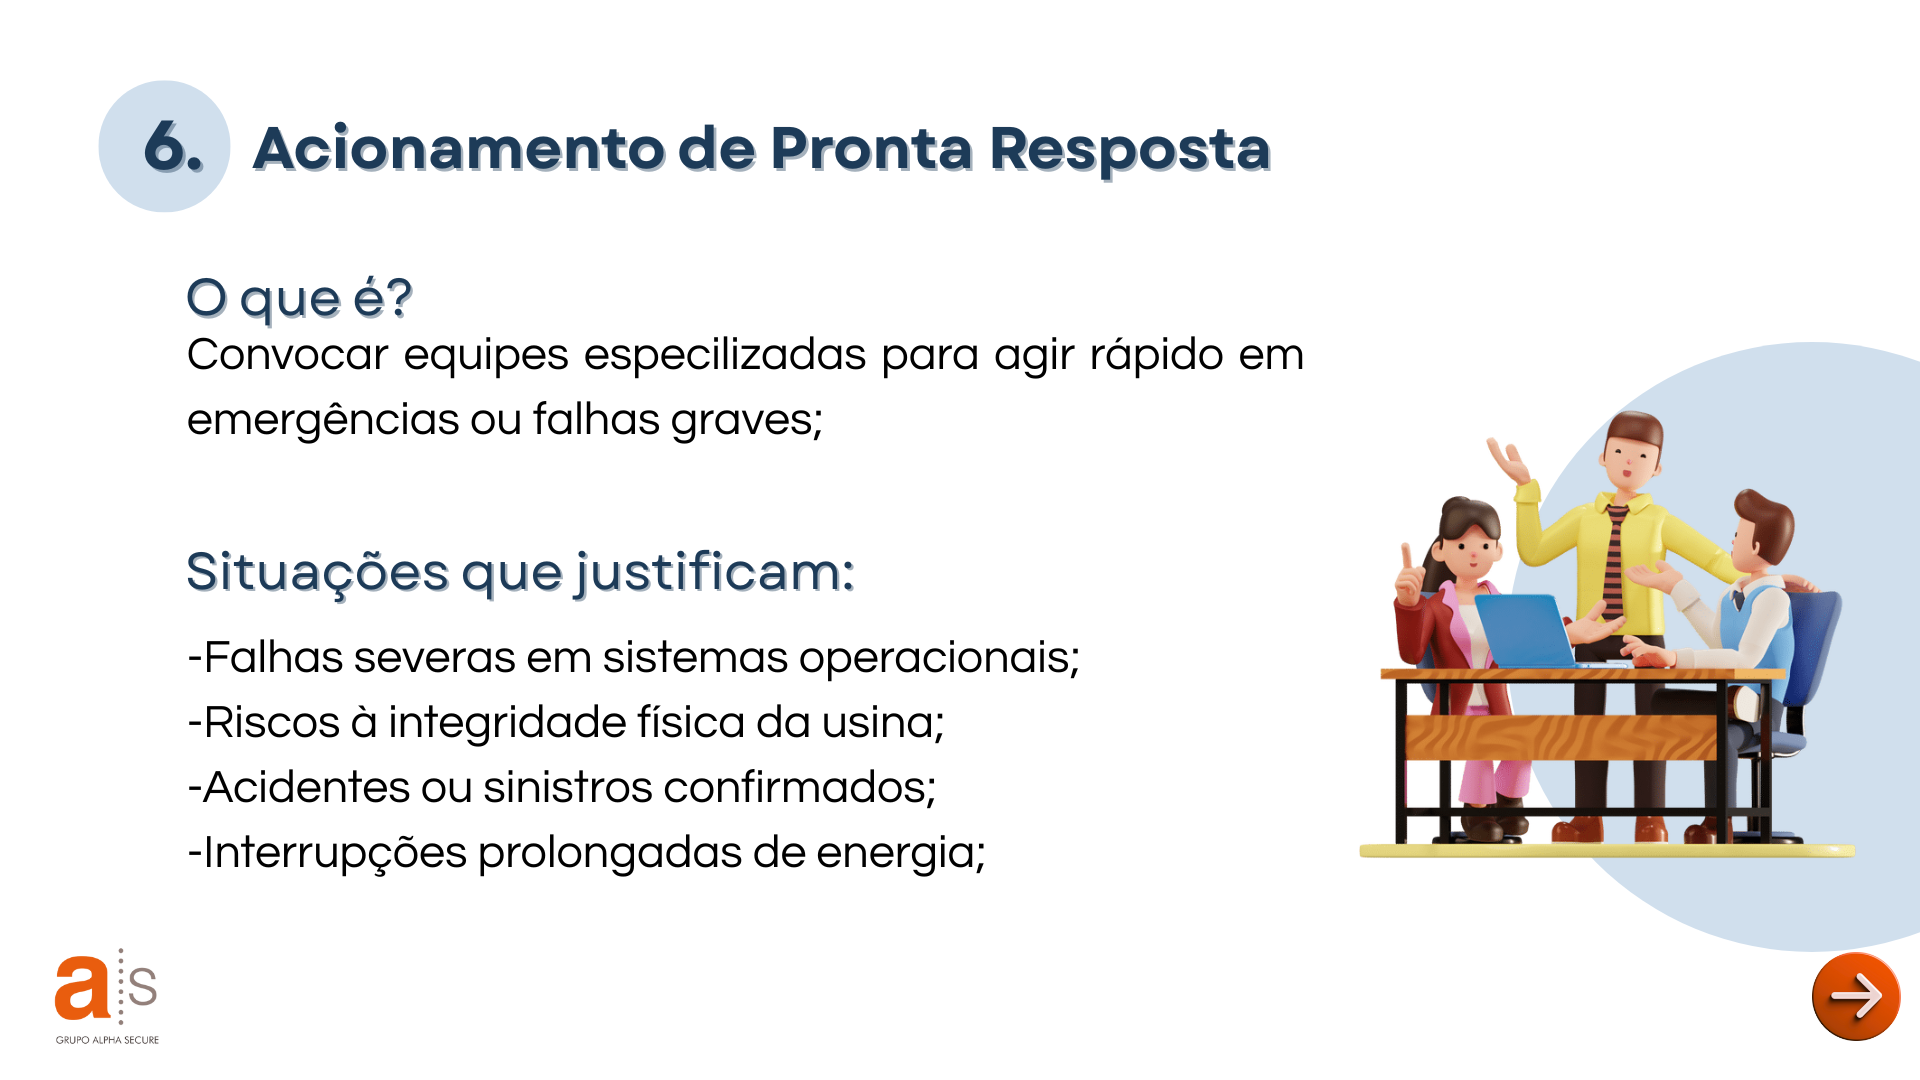 6. Acionamento de Pronta Resposta
O que é?
Convocar equipes especilizadas para agir rápido em
emergências ou falhas graves;
Situações que justificam:
-Falhas severas em sistemas operacionais;
-Riscos à integridade física da usina;
-Acidentes ou sinistros confirmados;
-Interrupções prolongadas de energia;
a s
GRUPO ALPHA SECURE